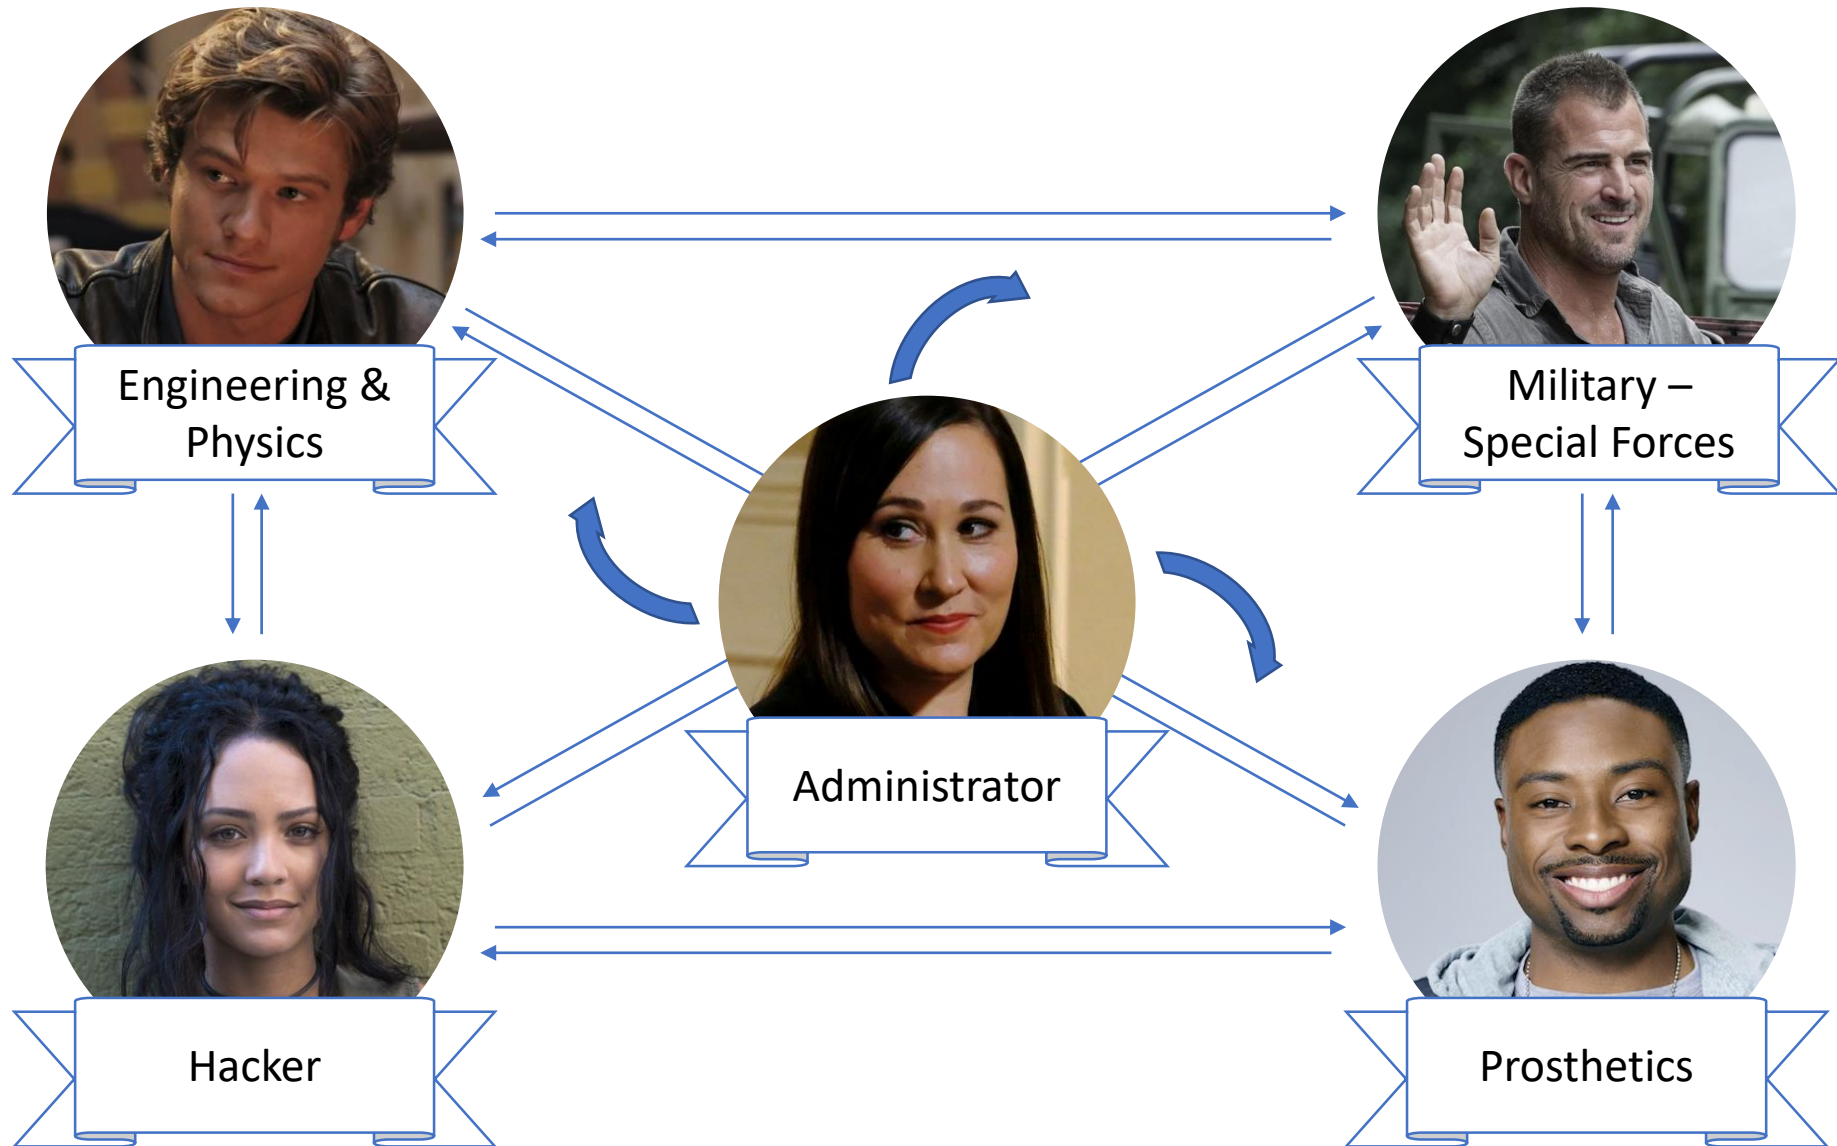 Engineering &
Physics
Military –
Special Forces
Administrator
Hacker
Prosthetics